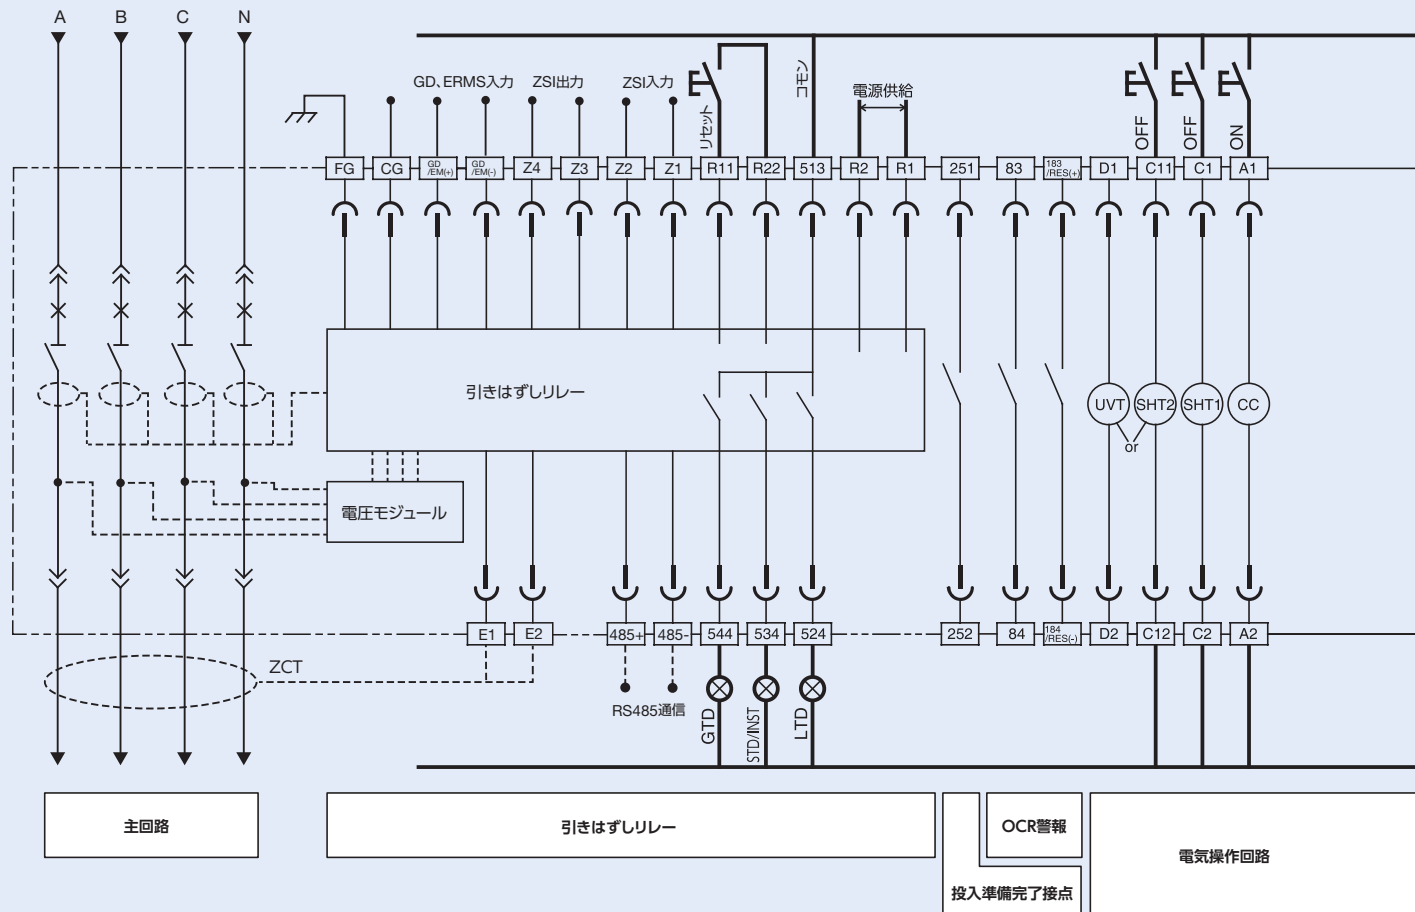 A B C N
GD、ERMS入力 ZSI出力 ZSI入力 リセット コモン 電源供給 OFF OFF ON
FG CG GD/EM(+) GD/EM(-) Z4 Z3 Z2 Z1 R11 R22 513 R2 R1 251 83 183/RES(+) D1 C11 C1 A1
引きはずしリレー
UVT SHT2 SHT1 CC
or
電圧モジュール
E1 E2 485+ 485- 544 534 524 252 84 184/RES(-) D2 C12 C2 A2
ZCT
RS485通信
GTD STD/INST LTD
主回路 引きはずしリレー OCR警報
電気操作回路
投入準備完了接点